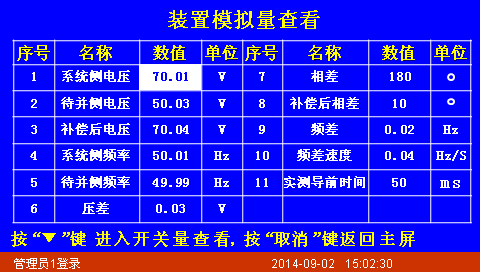 装置模拟量查看
序号 名称 数值 单位 序号 名称 数值 单位
1 系统侧电压 70.01 V 7 相差 180 °
2 待并侧电压 50.03 V 8 补偿后相差 10 °
3 补偿后电压 70.04 V 9 频差 0.02 Hz
4 系统侧频率 50.01 Hz 10 频差速度 0.04 Hz/S
5 待并侧频率 49.99 Hz 11 实测导前时间 50 ms
6 压差 0.03 V
按“▼”键 进入开关量查看，按“取消”键返回主屏
管理员1登录 2014-09-02 15:02:30